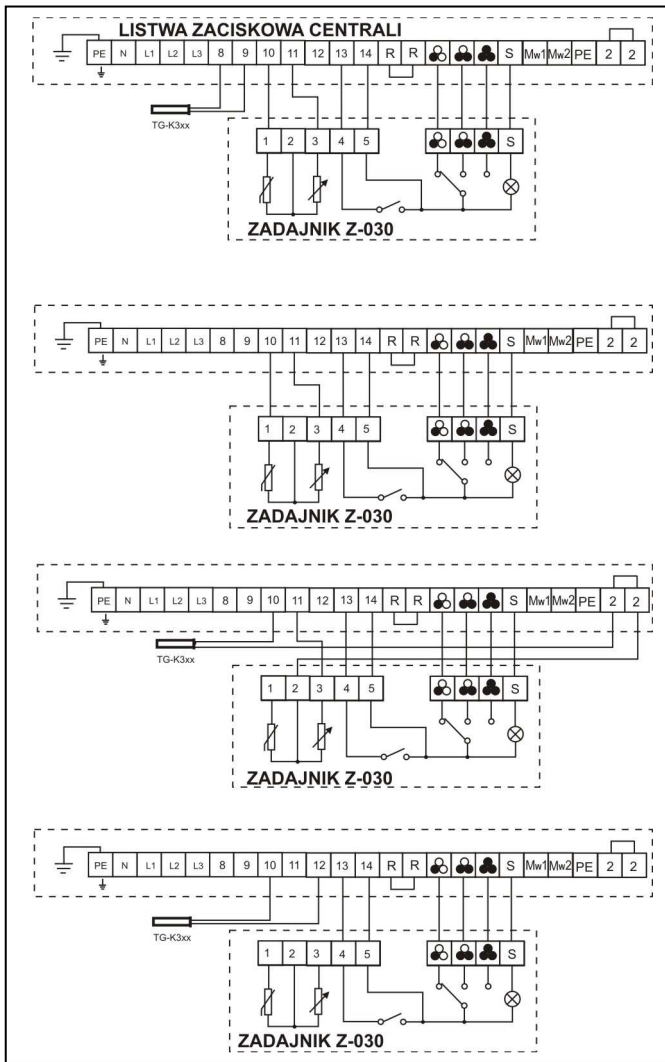 LISTWA ZACISKOWA CENTRALI
PE N L1 L2 L3 8 9 10 11 12 13 14 R R S Mw1 Mw2 PE 2 2
TG-K3xx
1 2 3 4 5 S
ZADAJNIK Z-030
PE N L1 L2 L3 8 9 10 11 12 13 14 R R S Mw1 Mw2 PE 2 2
1 2 3 4 5 S
ZADAJNIK Z-030
PE N L1 L2 L3 8 9 10 11 12 13 14 R R S Mw1 Mw2 PE 2 2
TG-K3xx
1 2 3 4 5 S
ZADAJNIK Z-030
PE N L1 L2 L3 8 9 10 11 12 13 14 R R S Mw1 Mw2 PE 2 2
TG-K3xx
1 2 3 4 5 S
ZADAJNIK Z-030